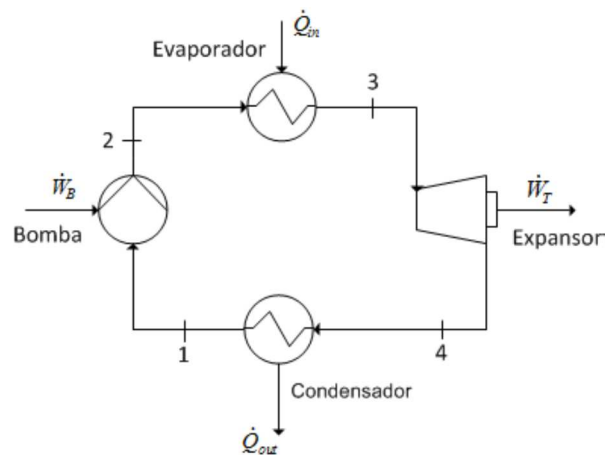 Q̇in
Evaporador
3
2
ẆB
Bomba
ẆT
Expansor
1
4
Condensador
Q̇out